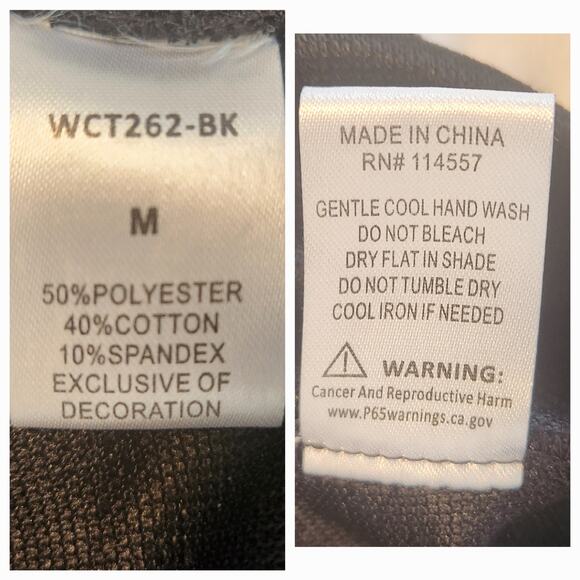 WCT262-BK
M
50%POLYESTER
40%COTTON
10%SPANDEX
EXCLUSIVE OF
DECORATION
MADE IN CHINA
RN# 114557
GENTLE COOL HAND WASH
DO NOT BLEACH
DRY FLAT IN SHADE
DO NOT TUMBLE DRY
COOL IRON IF NEEDED
WARNING:
Cancer And Reproductive Harm
www.P65warnings.ca.gov